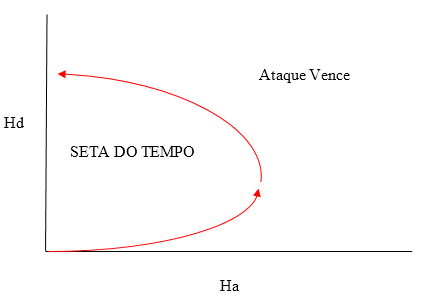 Ataque Vence
Hd
SETA DO TEMPO
Ha